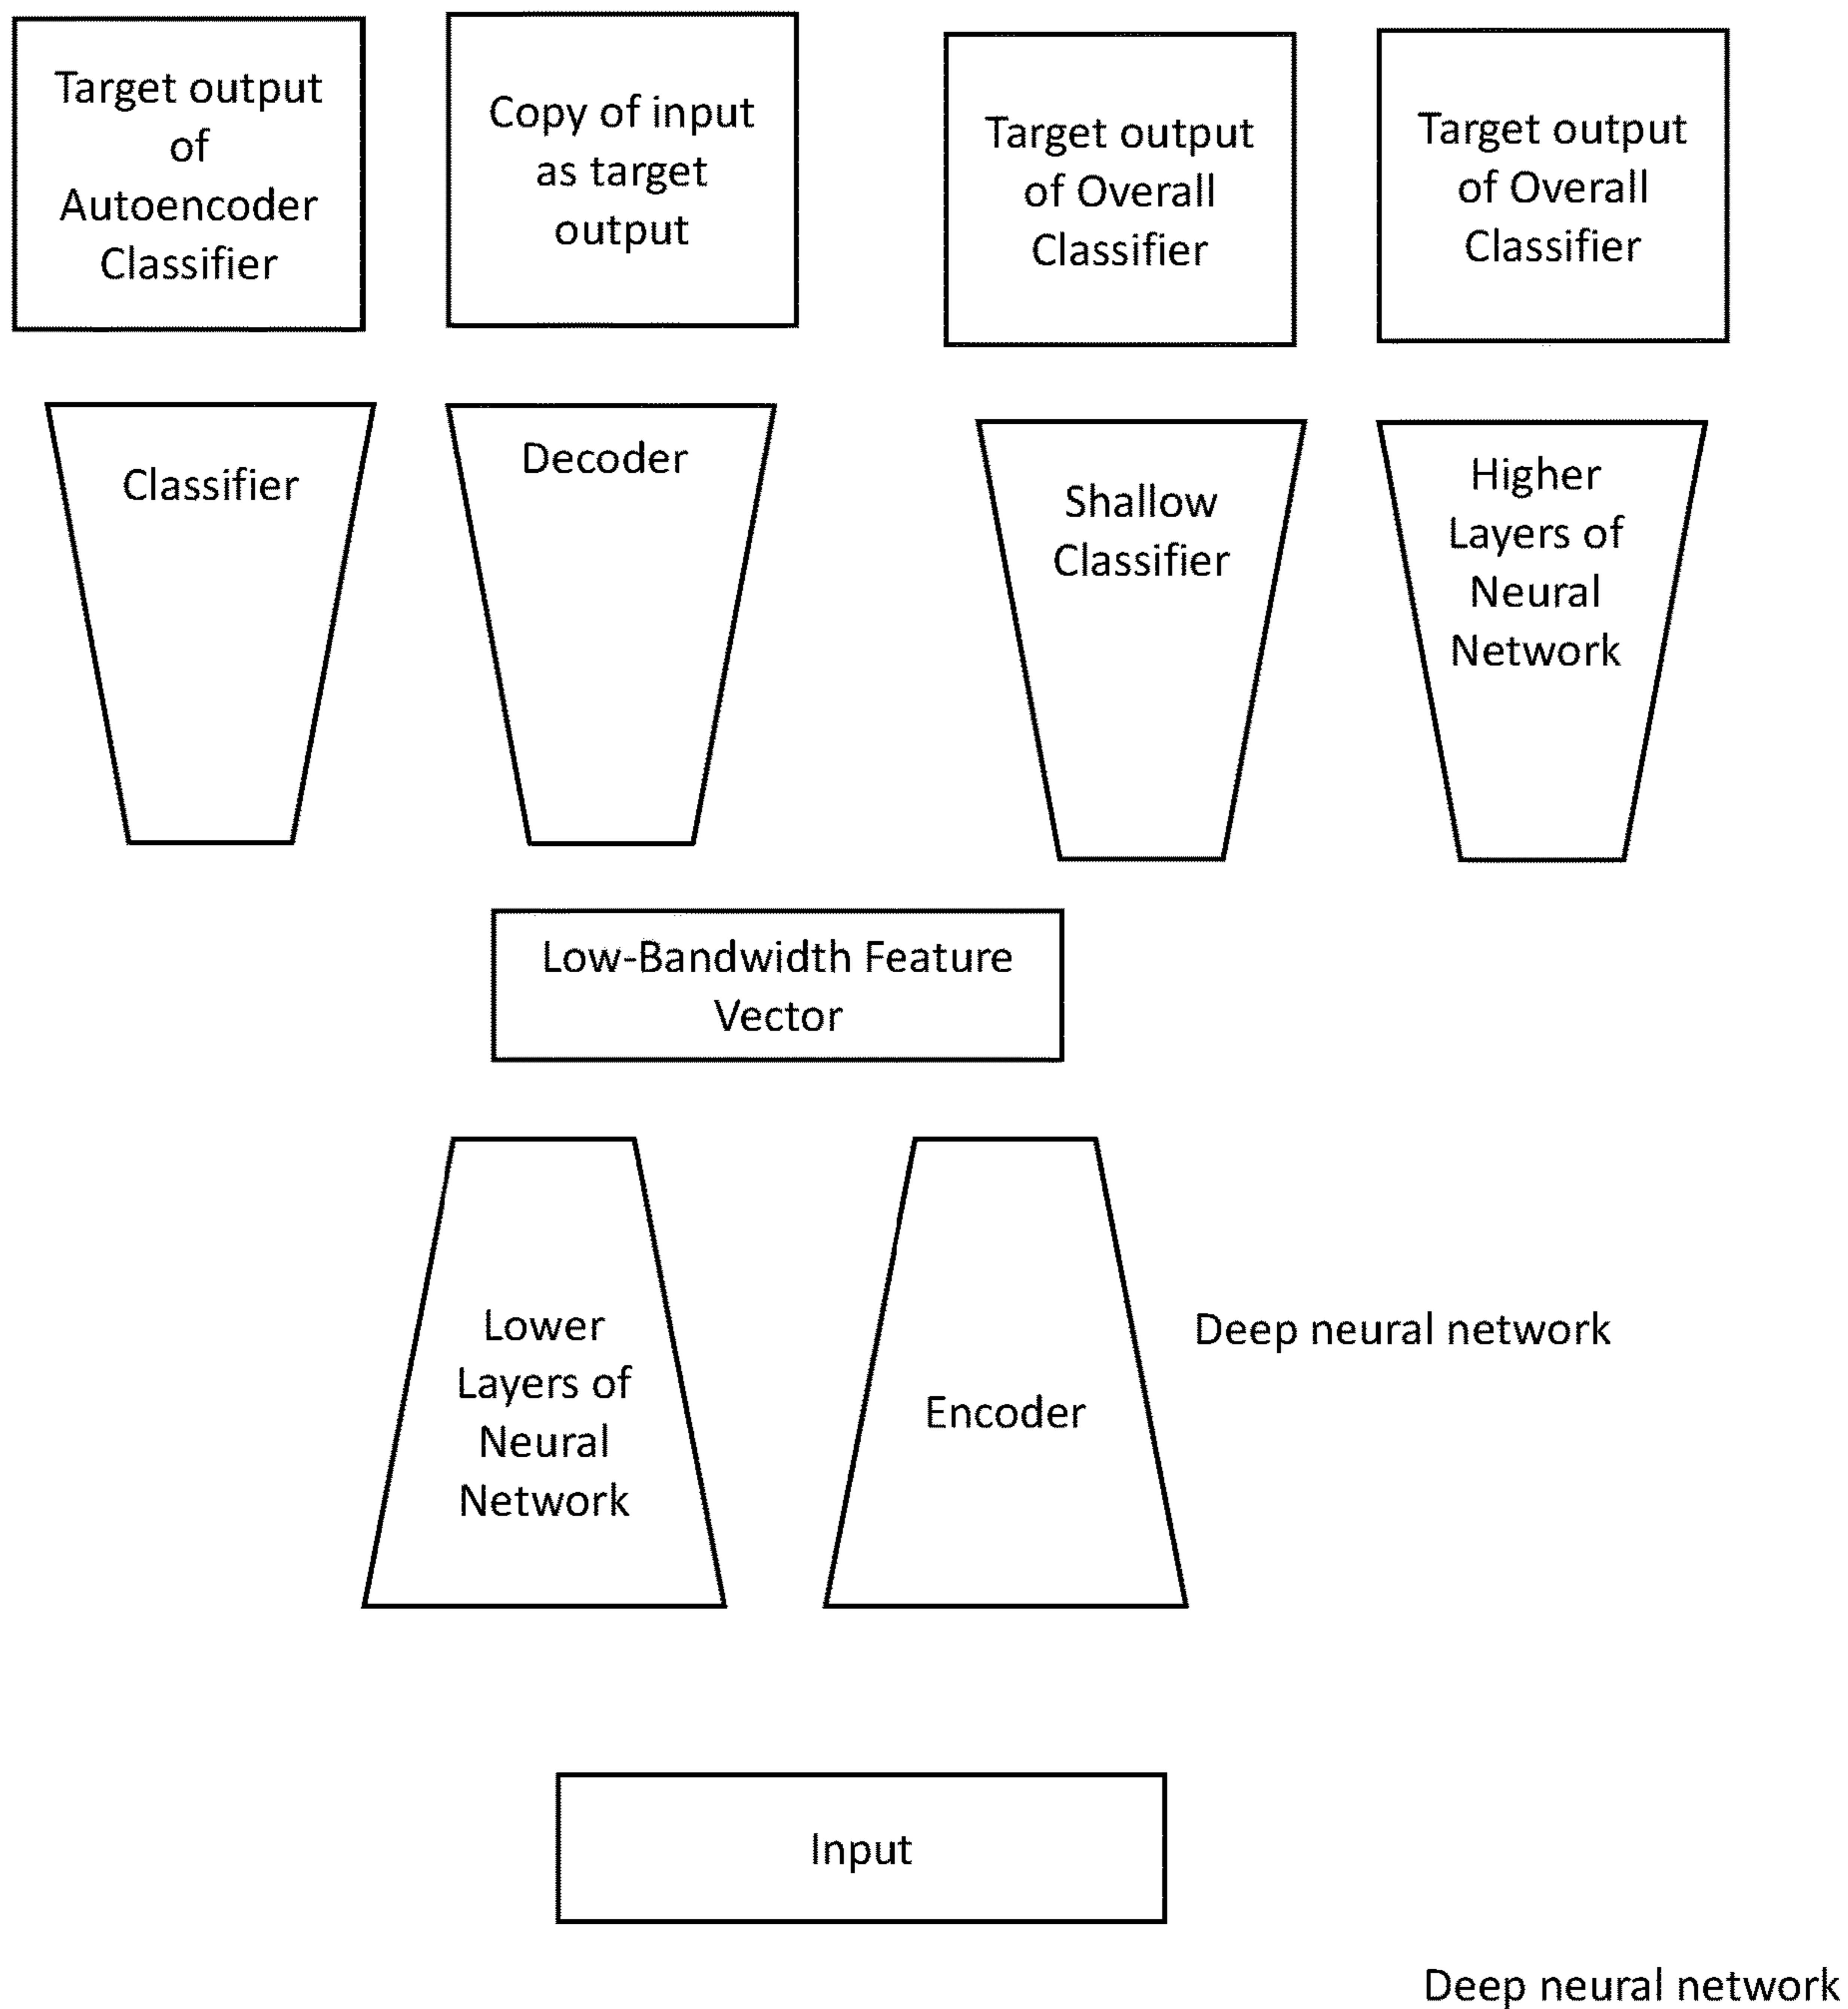 Target output
of
Autoencoder
Classifier
Copy of input
as target
output
Target output
of Overall
Classifier
Target output
of Overall
Classifier
Classifier
Decoder
Shallow
Classifier
Higher
Layers of
Neural
Network
Low-Bandwidth Feature
Vector
Lower
Layers of
Neural
Network
Encoder
Deep neural network
Input
Deep neural network